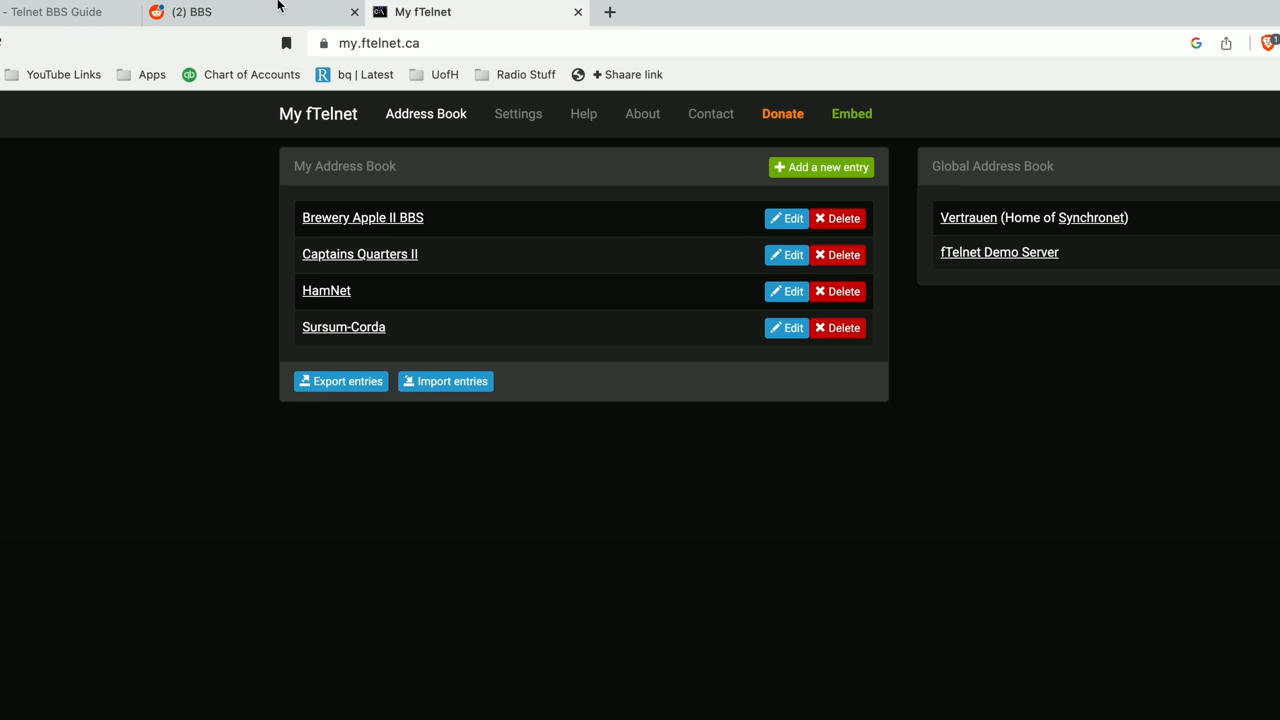 - Telnet BBS Guide
(2) BBS
My fTelnet
my.ftelnet.ca
1
YouTube Links
Apps
qb
Chart of Accounts
R
bq | Latest
UofH
Radio Stuff
+ Shaare link
My fTelnet
Address Book
Settings
Help
About
Contact
Donate
Embed
My Address Book
Add a new entry
Brewery Apple II BBS
Edit
Delete
Captains Quarters II
Edit
Delete
HamNet
Edit
Delete
Sursum-Corda
Edit
Delete
Export entries
Import entries
Global Address Book
Vertrauen (Home of Synchronet)
fTelnet Demo Server